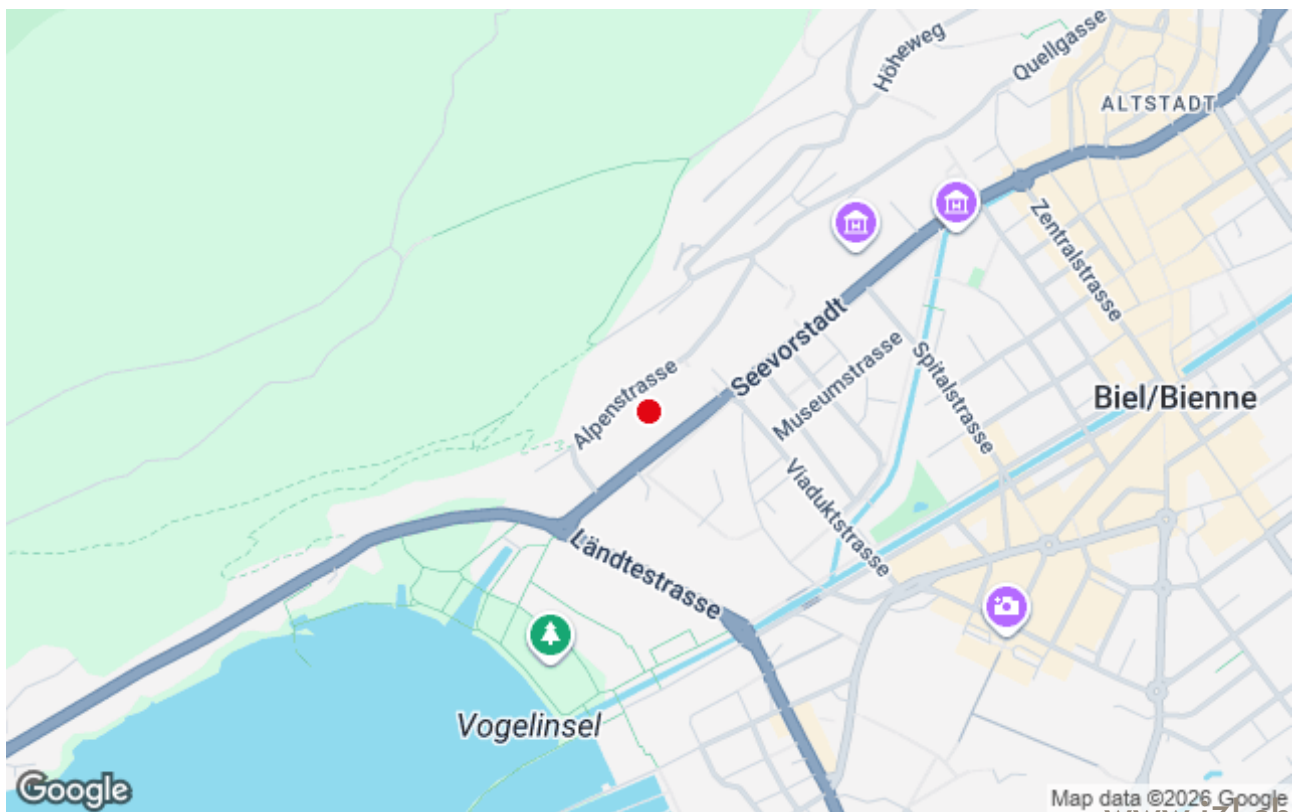 Höheweg
Quellgasse
ALTSTADT
Zentralstrasse
Seevorstadt
Museumstrasse
Spitalstrasse
Alpenstrasse
Biel/Bienne
Viaduktstrasse
Ländtestrasse
Vogelinsel
Google
Map data ©2026 Google